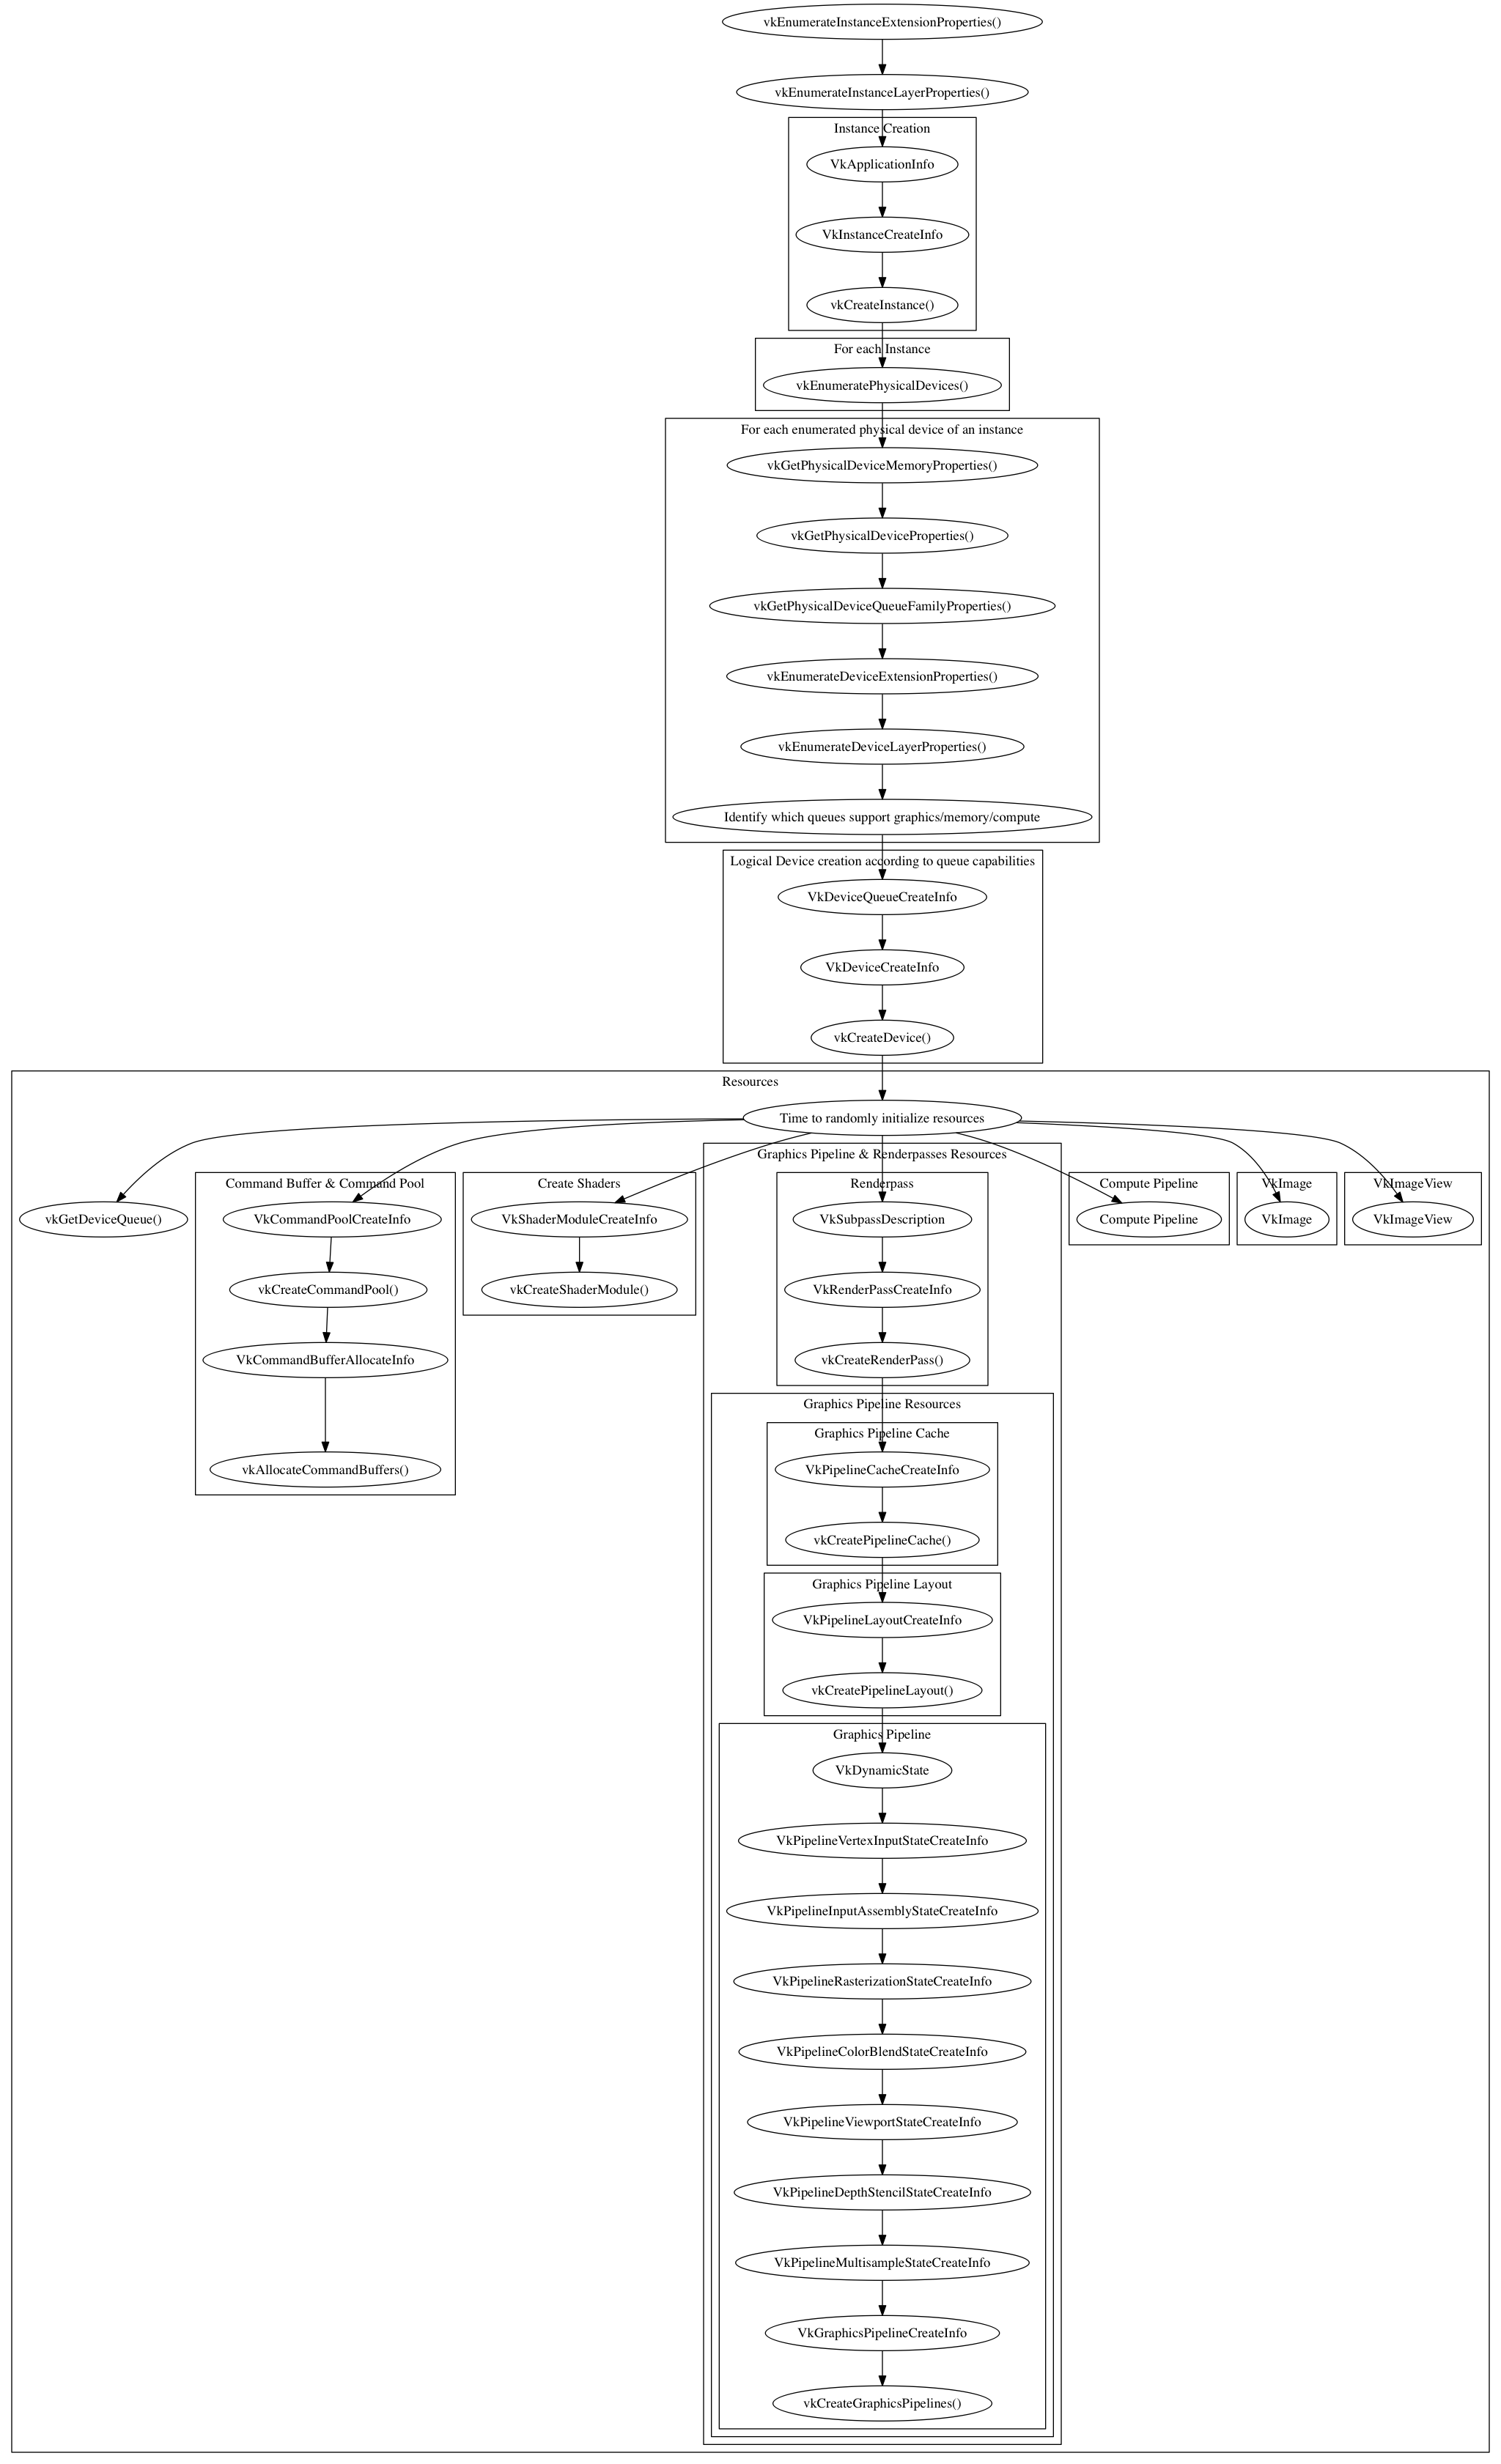 vkEnumerateInstanceExtensionProperties()
vkEnumerateInstanceLayerProperties()
Instance Creation
VkApplicationInfo
VkInstanceCreateInfo
vkCreateInstance()
For each Instance
vkEnumeratePhysicalDevices()
For each enumerated physical device of an instance
vkGetPhysicalDeviceMemoryProperties()
vkGetPhysicalDeviceProperties()
vkGetPhysicalDeviceQueueFamilyProperties()
vkEnumerateDeviceExtensionProperties()
vkEnumerateDeviceLayerProperties()
Identify which queues support graphics/memory/compute
Logical Device creation according to queue capabilities
VkDeviceQueueCreateInfo
VkDeviceCreateInfo
vkCreateDevice()
Resources
Time to randomly initialize resources
vkGetDeviceQueue()
Command Buffer & Command Pool
VkCommandPoolCreateInfo
vkCreateCommandPool()
VkCommandBufferAllocateInfo
vkAllocateCommandBuffers()
Create Shaders
VkShaderModuleCreateInfo
vkCreateShaderModule()
Graphics Pipeline & Renderpasses Resources
Renderpass
VkSubpassDescription
VkRenderPassCreateInfo
vkCreateRenderPass()
Graphics Pipeline Resources
Graphics Pipeline Cache
VkPipelineCacheCreateInfo
vkCreatePipelineCache()
Graphics Pipeline Layout
VkPipelineLayoutCreateInfo
vkCreatePipelineLayout()
Graphics Pipeline
VkDynamicState
VkPipelineVertexInputStateCreateInfo
VkPipelineInputAssemblyStateCreateInfo
VkPipelineRasterizationStateCreateInfo
VkPipelineColorBlendStateCreateInfo
VkPipelineViewportStateCreateInfo
VkPipelineDepthStencilStateCreateInfo
VkPipelineMultisampleStateCreateInfo
VkGraphicsPipelineCreateInfo
vkCreateGraphicsPipelines()
Compute Pipeline
Compute Pipeline
VkImage
VkImage
VkImageView
VkImageView